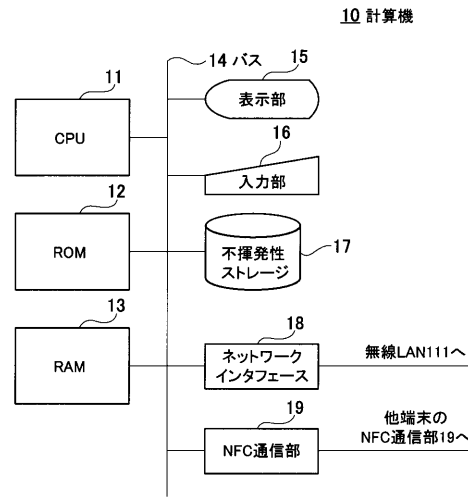 10 計算機
14 バス
11
CPU
15
表示部
16
入力部
12
ROM
不揮発性
ストレージ
17
13
RAM
18
ネットワーク
インタフェース
無線LAN111へ
19
NFC通信部
他端末の
NFC通信部19へ